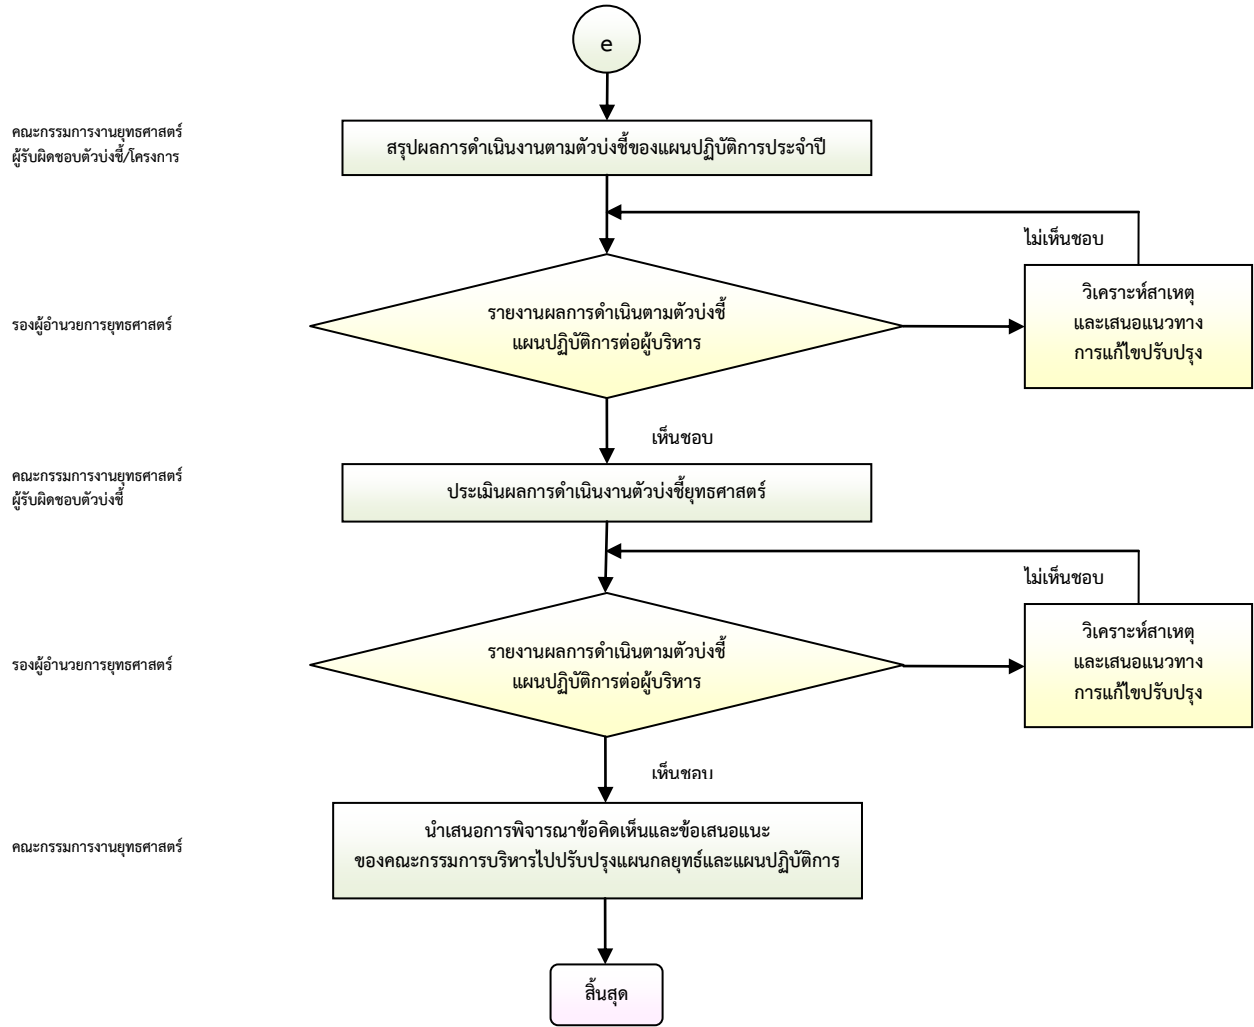 e
คณะกรรมการงานยุทธศาสตร์
ผู้รับผิดชอบตัวบ่งชี้/โครงการ
สรุปผลการดำเนินงานตามตัวบ่งชี้ของแผนปฏิบัติการประจำปี
ไม่เห็นชอบ
รองผู้อำนวยการยุทธศาสตร์
รายงานผลการดำเนินตามตัวบ่งชี้
แผนปฏิบัติการต่อผู้บริหาร
วิเคราะห์สาเหตุ
และเสนอแนวทาง
การแก้ไขปรับปรุง
เห็นชอบ
คณะกรรมการงานยุทธศาสตร์
ผู้รับผิดชอบตัวบ่งชี้
ประเมินผลการดำเนินงานตัวบ่งชี้ยุทธศาสตร์
ไม่เห็นชอบ
รองผู้อำนวยการยุทธศาสตร์
รายงานผลการดำเนินตามตัวบ่งชี้
แผนปฏิบัติการต่อผู้บริหาร
วิเคราะห์สาเหตุ
และเสนอแนวทาง
การแก้ไขปรับปรุง
เห็นชอบ
คณะกรรมการงานยุทธศาสตร์
นำเสนอการพิจารณาข้อคิดเห็นและข้อเสนอแนะ
ของคณะกรรมการบริหารไปปรับปรุงแผนกลยุทธ์และแผนปฏิบัติการ
สิ้นสุด